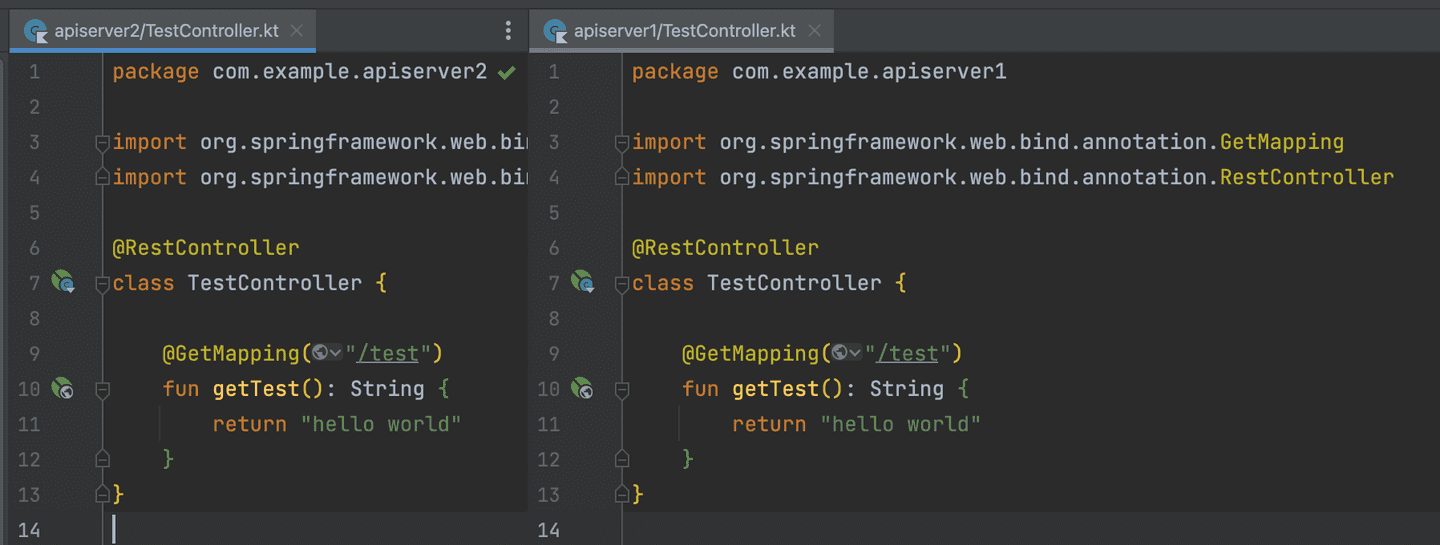 apiserver2/TestController.kt
1 package com.example.apiserver2
2
3 import org.springframework.web.bin
4 import org.springframework.web.bin
5
6 @RestController
7 class TestController {
8
9 @GetMapping("/test")
10 fun getTest(): String {
11 return "hello world"
12 }
13 }
14
apiserver1/TestController.kt
1 package com.example.apiserver1
2
3 import org.springframework.web.bind.annotation.GetMapping
4 import org.springframework.web.bind.annotation.RestController
5
6 @RestController
7 class TestController {
8
9 @GetMapping("/test")
10 fun getTest(): String {
11 return "hello world"
12 }
13 }
14